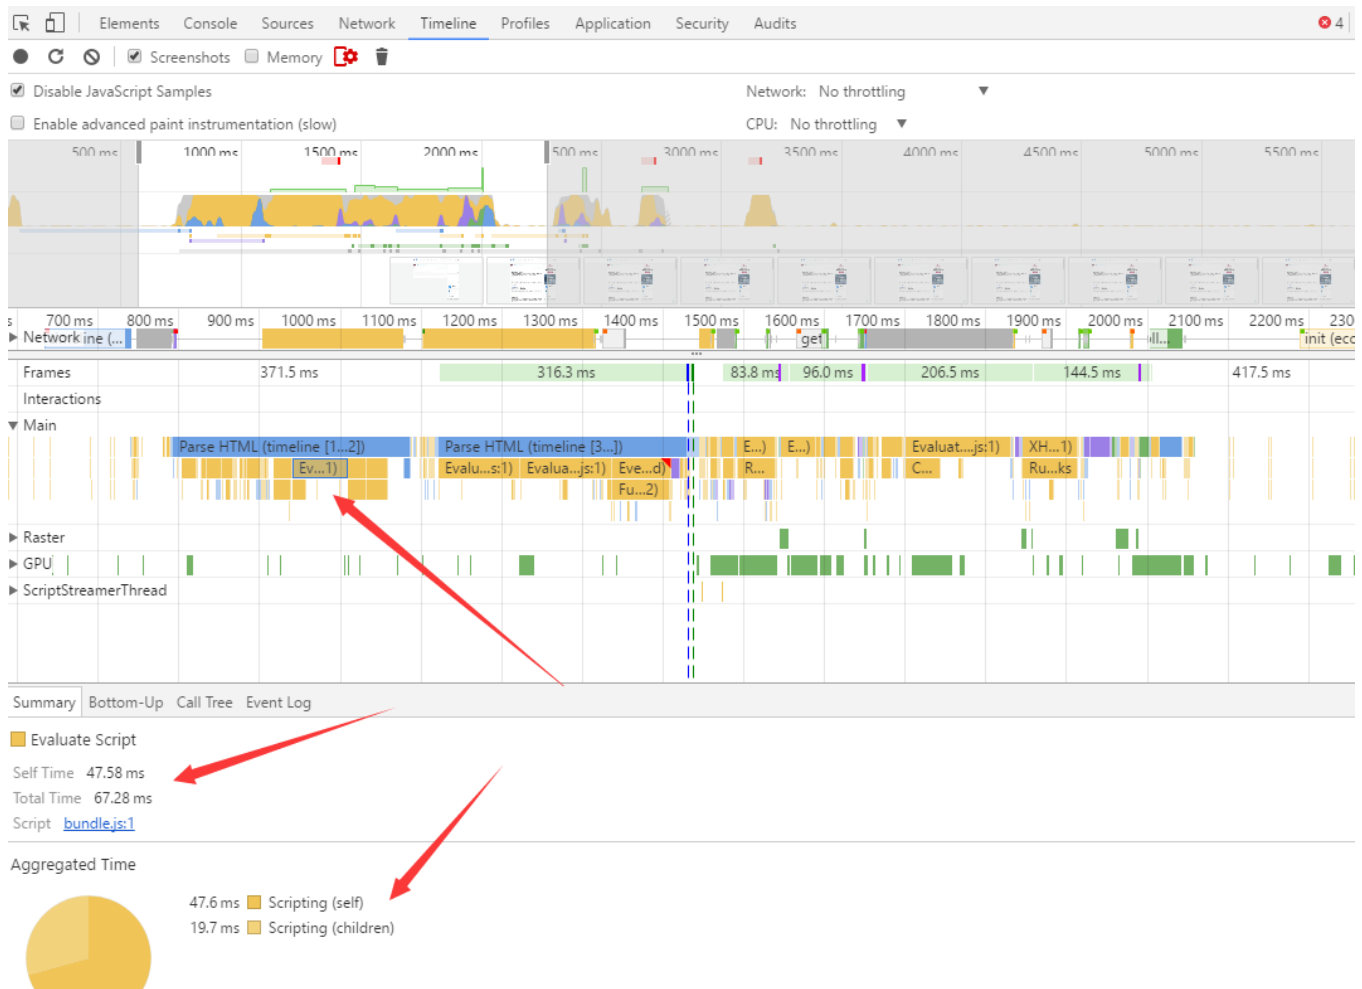 Elements Console Sources Network Timeline Profiles Application Security Audits 4
Screenshots Memory
Disable JavaScript Samples Network: No throttling
Enable advanced paint instrumentation (slow) CPU: No throttling
500 ms 1000 ms 1500 ms 2000 ms 500 ms 3000 ms 3500 ms 4000 ms 4500 ms 5000 ms 5500 ms
s 700 ms 800 ms 900 ms 1000 ms 1100 ms 1200 ms 1300 ms 1400 ms 1500 ms 1600 ms 1700 ms 1800 ms 1900 ms 2000 ms 2100 ms 2200 ms 230
Network ine (... get ll... init (ecc
Frames 371.5 ms 316.3 ms 83.8 ms 96.0 ms 206.5 ms 144.5 ms 417.5 ms
Interactions
Main
Parse HTML (timeline [1...2]) Parse HTML (timeline [3...]) E...) E...) Evaluat....js:1) XH...1)
Ev...1) Evalu...s:1) Evalua...js:1) Eve...d) R... C... Ru...ks
Fu...2)
Raster
GPU
ScriptStreamerThread
Summary Bottom-Up Call Tree Event Log
Evaluate Script
Self Time 47.58 ms
Total Time 67.28 ms
Script bundle.js:1
Aggregated Time
47.6 ms Scripting (self)
19.7 ms Scripting (children)